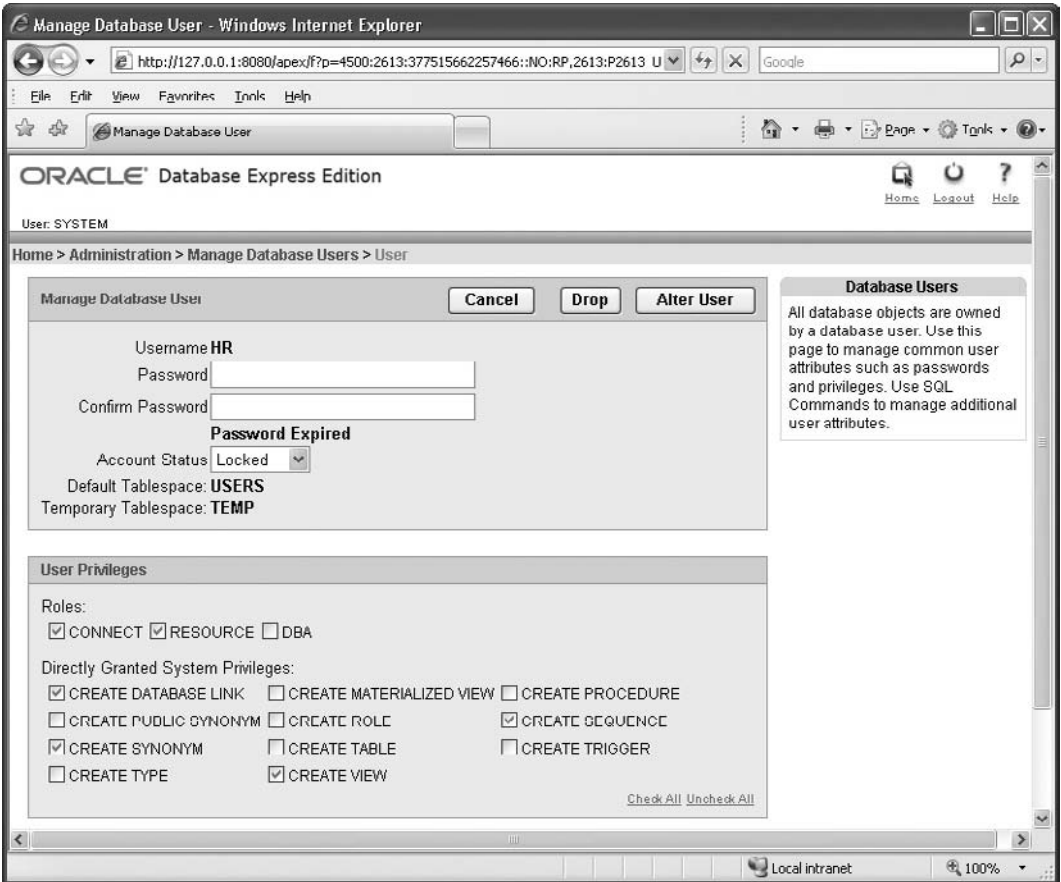 Manage Database User - Windows Internet Explorer
http://127.0.0.1:8080/apex/f?p=4500:2613:377515662257466::NO:RP,2613:P2613 U
Google
File Edit View Favorites Tools Help
Manage Database User
Page Tools
ORACLE Database Express Edition
Home Logout Help
User: SYSTEM
Home > Administration > Manage Database Users > User
Manage Database User
Cancel Drop Alter User
Username HR
Password
Confirm Password
Password Expired
Account Status Locked
Default Tablespace: USERS
Temporary Tablespace: TEMP
Database Users
All database objects are owned
by a database user. Use this
page to manage common user
attributes such as passwords
and privileges. Use SQL
Commands to manage additional
user attributes.
User Privileges
Roles:
CONNECT RESOURCE DBA
Directly Granted System Privileges:
CREATE DATABASE LINK CREATE MATERIALIZED VIEW CREATE PROCEDURE
CREATE PUBLIC SYNONYM CREATE ROLE CREATE SEQUENCE
CREATE SYNONYM CREATE TABLE CREATE TRIGGER
CREATE TYPE CREATE VIEW
Check All Uncheck All
Local intranet 100%